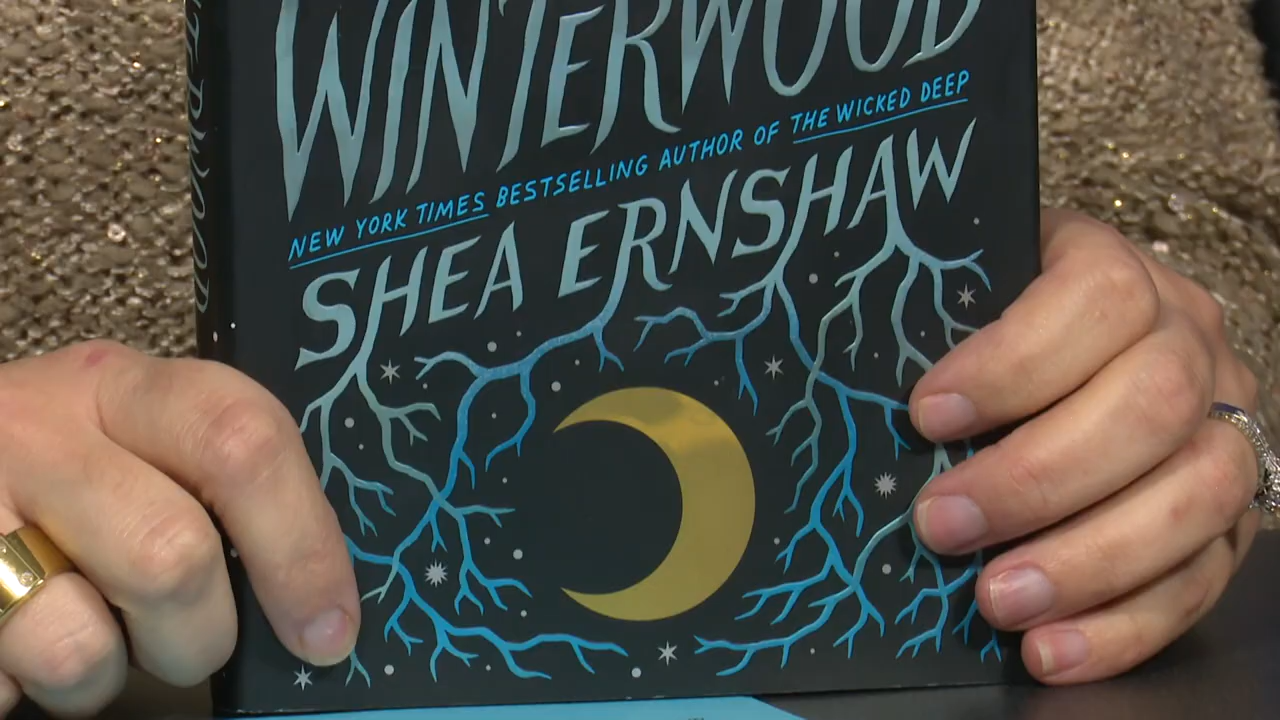 WINTERWOOD
NEW YORK TIMES BESTSELLING AUTHOR OF THE WICKED DEEP
SHEA ERNSHAW